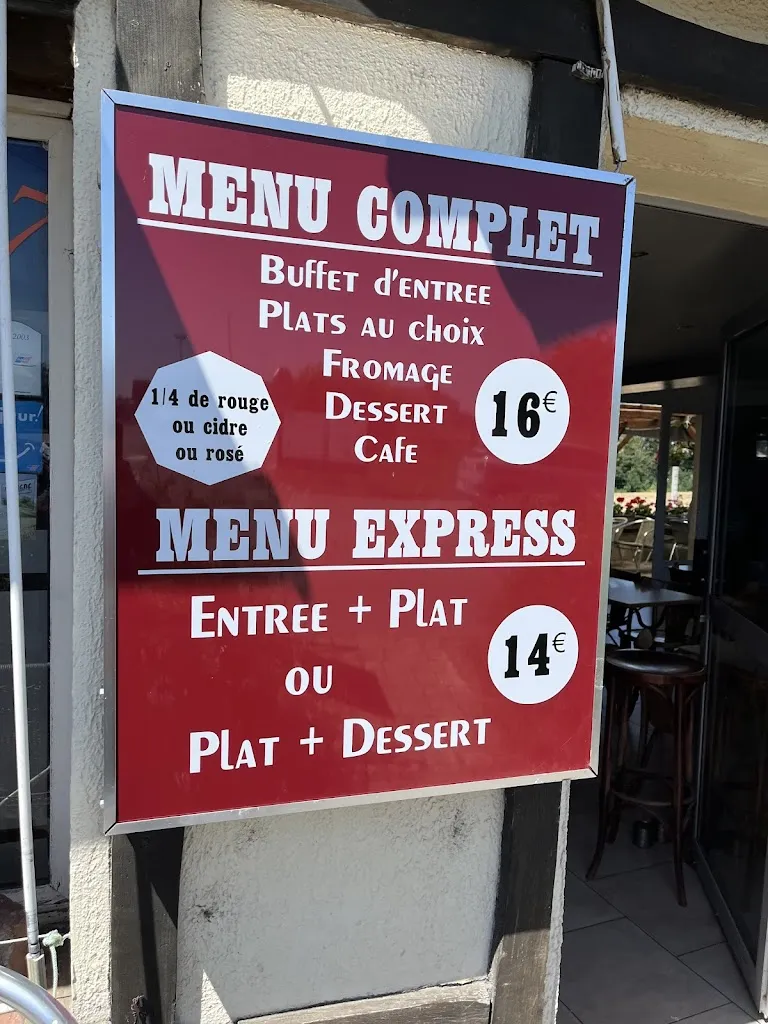 MENU COMPLET
Buffet d'entree
Plats au choix
Fromage
Dessert
Cafe
1/4 de rouge
ou cidre
ou rosé
16€
MENU EXPRESS
Entree + Plat
ou
Plat + Dessert
14€